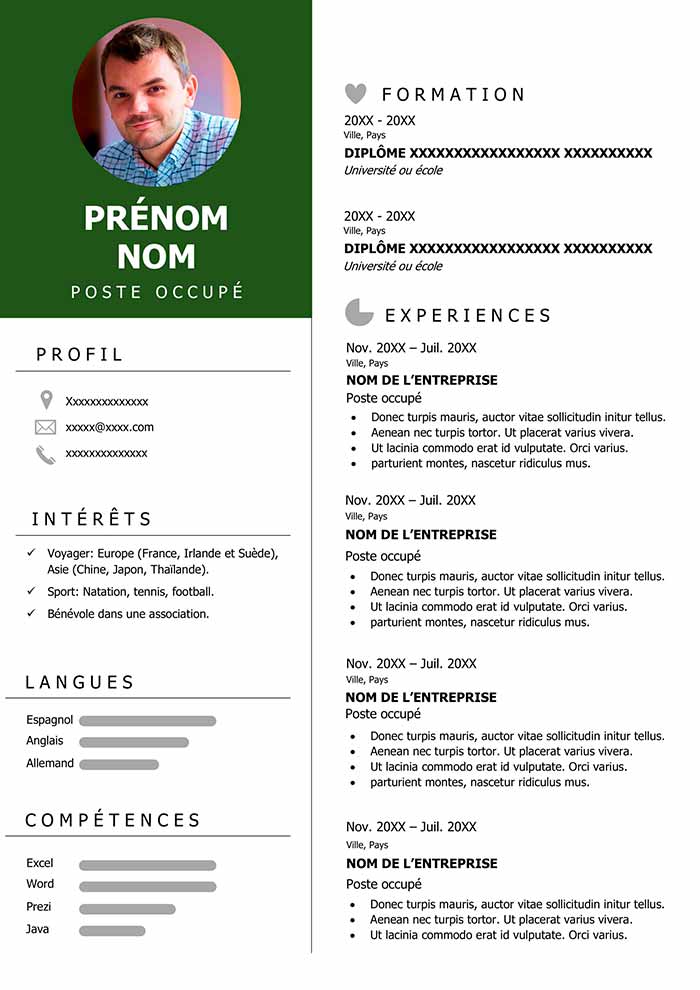 PRÉNOM
NOM
POSTE OCCUPÉ
PROFIL
Xxxxxxxxxxxxxx
xxxxx@xxxx.com
xxxxxxxxxxxxxx
INTÉRÊTS
✓ Voyager: Europe (France, Irlande et Suède),
Asie (Chine, Japon, Thaïlande).
✓ Sport: Natation, tennis, football.
✓ Bénévole dans une association.
LANGUES
Espagnol
Anglais
Allemand
COMPÉTENCES
Excel
Word
Prezi
Java
FORMATION
20XX - 20XX
Ville, Pays
DIPLÔME XXXXXXXXXXXXXXXXX XXXXXXXXXX
Université ou école
20XX - 20XX
Ville, Pays
DIPLÔME XXXXXXXXXXXXXXXXX XXXXXXXXXX
Université ou école
EXPERIENCES
Nov. 20XX – Juil. 20XX
Ville, Pays
NOM DE L’ENTREPRISE
Poste occupé
• Donec turpis mauris, auctor vitae sollicitudin initur tellus.
• Aenean nec turpis tortor. Ut placerat varius vivera.
• Ut lacinia commodo erat id vulputate. Orci varius.
• parturient montes, nascetur ridiculus mus.
Nov. 20XX – Juil. 20XX
Ville, Pays
NOM DE L’ENTREPRISE
Poste occupé
• Donec turpis mauris, auctor vitae sollicitudin initur tellus.
• Aenean nec turpis tortor. Ut placerat varius vivera.
• Ut lacinia commodo erat id vulputate. Orci varius.
• parturient montes, nascetur ridiculus mus.
Nov. 20XX – Juil. 20XX
Ville, Pays
NOM DE L’ENTREPRISE
Poste occupé
• Donec turpis mauris, auctor vitae sollicitudin initur tellus.
• Aenean nec turpis tortor. Ut placerat varius vivera.
• Ut lacinia commodo erat id vulputate. Orci varius.
• parturient montes, nascetur ridiculus mus.
Nov. 20XX – Juil. 20XX
Ville, Pays
NOM DE L’ENTREPRISE
Poste occupé
• Donec turpis mauris, auctor vitae sollicitudin initur tellus.
• Aenean nec turpis tortor. Ut placerat varius vivera.
• Ut lacinia commodo erat id vulputate. Orci varius.